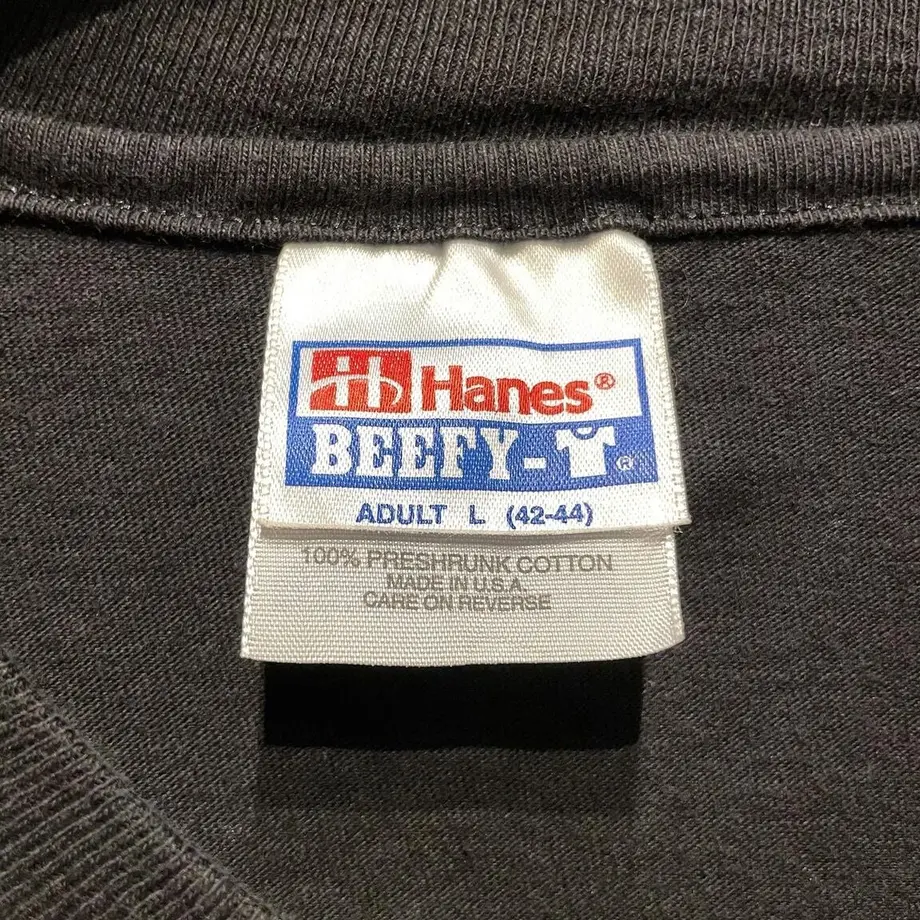 Hanes®
BEEFY-T®
ADULT L (42-44)
100% PRESHRUNK COTTON
MADE IN U.S.A.
CARE ON REVERSE